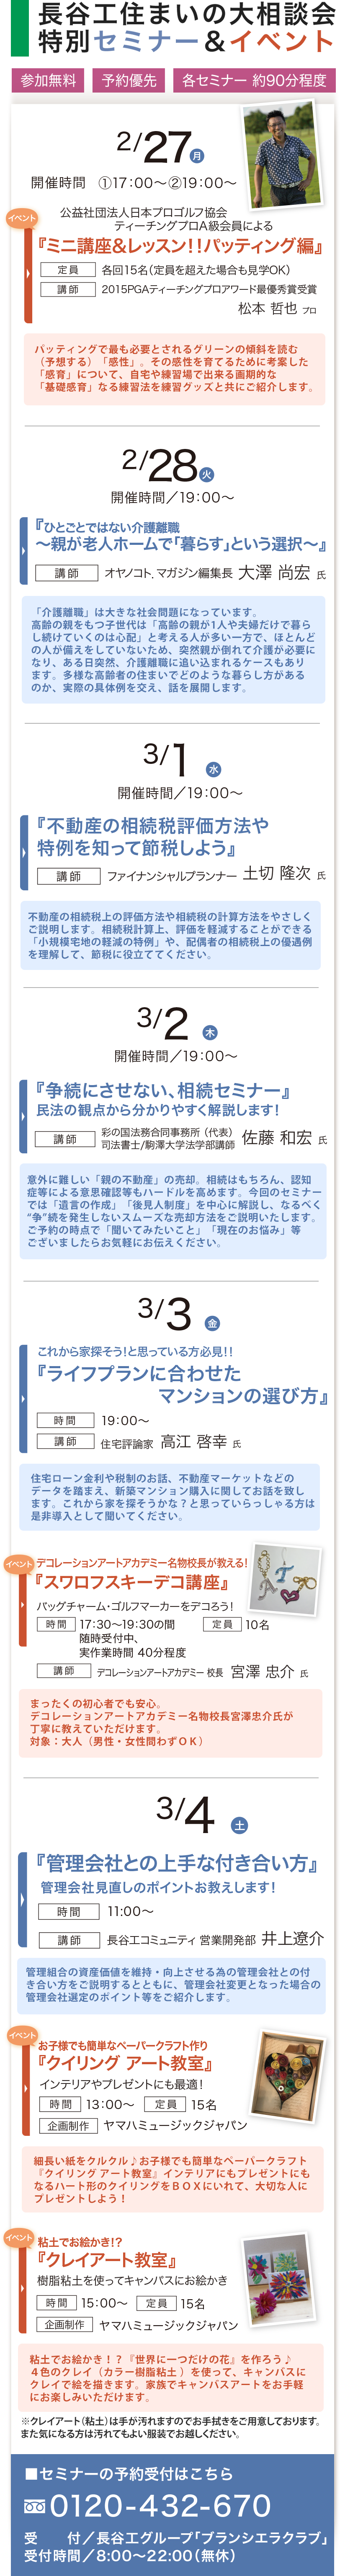 長谷工住まいの大相談会
特別セミナー＆イベント
参加無料 予約優先 各セミナー 約90分程度
2/27月
開催時間 ①17：00～②19：00～
公益社団法人日本プロゴルフ協会
ティーチングプロA級会員による
イベント
『ミニ講座＆レッスン！！パッティング編』
定員 各回15名（定員を超えた場合も見学OK）
講師 2015PGAティーチングプロアワード最優秀賞受賞
松本 哲也 プロ
パッティングで最も必要とされるグリーンの傾斜を読む
（予想する）「感性」。その感性を育てるために考案した
「感育」について、自宅や練習場で出来る画期的な
「基礎感育」なる練習法を練習グッズと共にご紹介します。
2/28火
開催時間／19：00～
『ひとごとではない介護離職
～親が老人ホームで「暮らす」という選択～』
講師 オヤノコト．マガジン編集長 大澤 尚宏 氏
「介護離職」は大きな社会問題になっています。
高齢の親をもつ子世代は「高齢の親が1人や夫婦だけで暮ら
し続けていくのは心配」と考える人が多い一方で、ほとんど
の人が備えをしていないため、突然親が倒れて介護が必要に
なり、ある日突然、介護離職に追い込まれるケースもあり
ます。多様な高齢者の住まいでどのような暮らし方がある
のか、実際の具体例を交え、話を展開します。
3/1 水
開催時間／19：00～
『不動産の相続税評価方法や
特例を知って節税しよう』
講師 ファイナンシャルプランナー 土切 隆次 氏
不動産の相続税上の評価方法や相続税の計算方法をやさしく
ご説明します。相続税計算上、評価を軽減することができる
「小規模宅地の軽減の特例」や、配偶者の相続税上の優遇例
を理解して、節税に役立ててください。
3/2 木
開催時間／19：00～
『争続にさせない、相続セミナー』
民法の観点から分かりやすく解説します！
講師 彩の国法務合同事務所（代表）
司法書士/駒澤大学法学部講師 佐藤 和宏 氏
意外に難しい「親の不動産」の売却。相続はもちろん、認知
症等による意思確認等もハードルを高めます。今回のセミナー
では「遺言の作成」「後見人制度」を中心に解説し、なるべく
“争”続を発生しないスムーズな売却方法をご説明いたします。
ご予約の時点で「聞いてみたいこと」「現在のお悩み」等
ございましたらお気軽にお伝えください。
3/3 金
これから家探そう！と思っている方必見！！
『ライフプランに合わせた
マンションの選び方』
時間 19：00～
講師 住宅評論家 高江 啓幸 氏
住宅ローン金利や税制のお話、不動産マーケットなどの
データを踏まえ、新築マンション購入に関してお話を致し
ます。これから家を探そうかな？と思っていらっしゃる方は
是非導入として聞いてください。
イベント
デコレーションアートアカデミー名物校長が教える！
『スワロフスキーデコ講座』
バッグチャーム・ゴルフマーカーをデコろう！
時間 17：30～19：30の間 定員 10名
随時受付中、
実作業時間 40分程度
講師 デコレーションアートアカデミー 校長 宮澤 忠介 氏
まったくの初心者でも安心。
デコレーションアートアカデミー名物校長宮澤忠介氏が
丁寧に教えていただけます。
対象：大人（男性・女性問わずＯＫ）
3/4 土
『管理会社との上手な付き合い方』
管理会社見直しのポイントお教えします！
時間 11：00～
講師 長谷工コミュニティ 営業開発部 井上遼介
管理組合の資産価値を維持・向上させる為の管理会社との付
き合い方をご説明するとともに、管理会社変更となった場合の
管理会社選定のポイント等をご紹介します。
イベント
お子様でも簡単なペーパークラフト作り
『クイリング アート教室』
インテリアやプレゼントにも最適！
時間 13：00～ 定員 15名
企画制作 ヤマハミュージックジャパン
細長い紙をクルクル♪お子様でも簡単なペーパークラフト
『クイリング アート教室』インテリアにもプレゼントにも
なるハート形のクイリングをＢＯＸにいれて、大切な人に
プレゼントしよう！
イベント
粘土でお絵かき！？
『クレイアート教室』
樹脂粘土を使ってキャンパスにお絵かき
時間 15：00～ 定員 15名
企画制作 ヤマハミュージックジャパン
粘土でお絵かき！？『世界に一つだけの花』を作ろう♪
４色のクレイ（カラー樹脂粘土）を使って、キャンパスに
クレイで絵を描きます。家族でキャンパスアートをお手軽
にお楽しみいただけます。
※クレイアート（粘土）は手が汚れますのでお手拭きをご用意しております。
また気になる方は汚れてもよい服装でお越しください。
■セミナーの予約受付はこちら
0120-432-670
受 付／長谷工グループ「ブランシエラクラブ」
受付時間／8：00～22：00（無休）